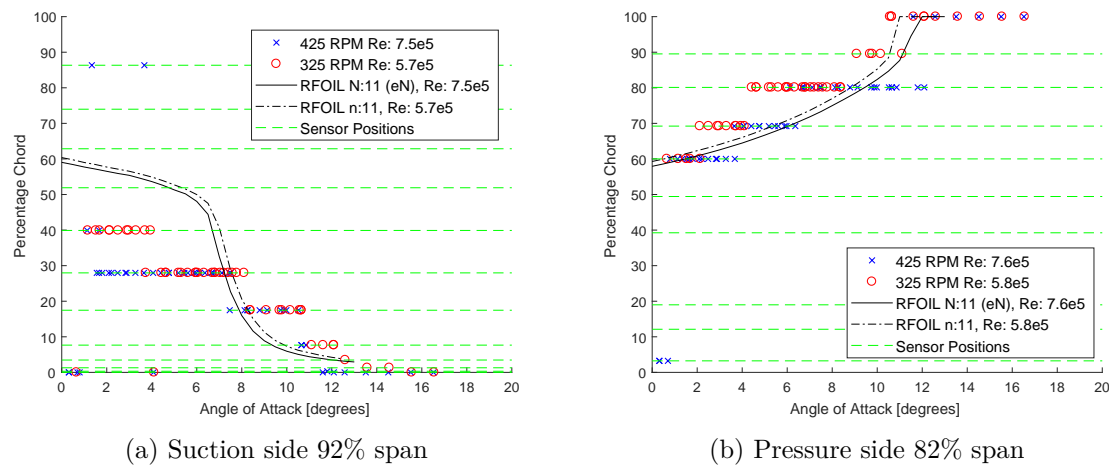 100
90
80
70
60
50
40
30
20
10
0
Percentage Chord
425 RPM Re: 7.5e5
325 RPM Re: 5.7e5
RFOIL N:11 (eN), Re: 7.5e5
RFOIL n:11, Re: 5.7e5
Sensor Positions
0 2 4 6 8 10 12 14 16 18 20
Angle of Attack [degrees]
(a) Suction side 92% span
100
90
80
70
60
50
40
30
20
10
0
Percentage Chord
425 RPM Re: 7.6e5
325 RPM Re: 5.8e5
RFOIL N:11 (eN), Re: 7.6e5
RFOIL n:11, Re: 5.8e5
Sensor Positions
0 2 4 6 8 10 12 14 16 18 20
Angle of Attack [degrees]
(b) Pressure side 82% span